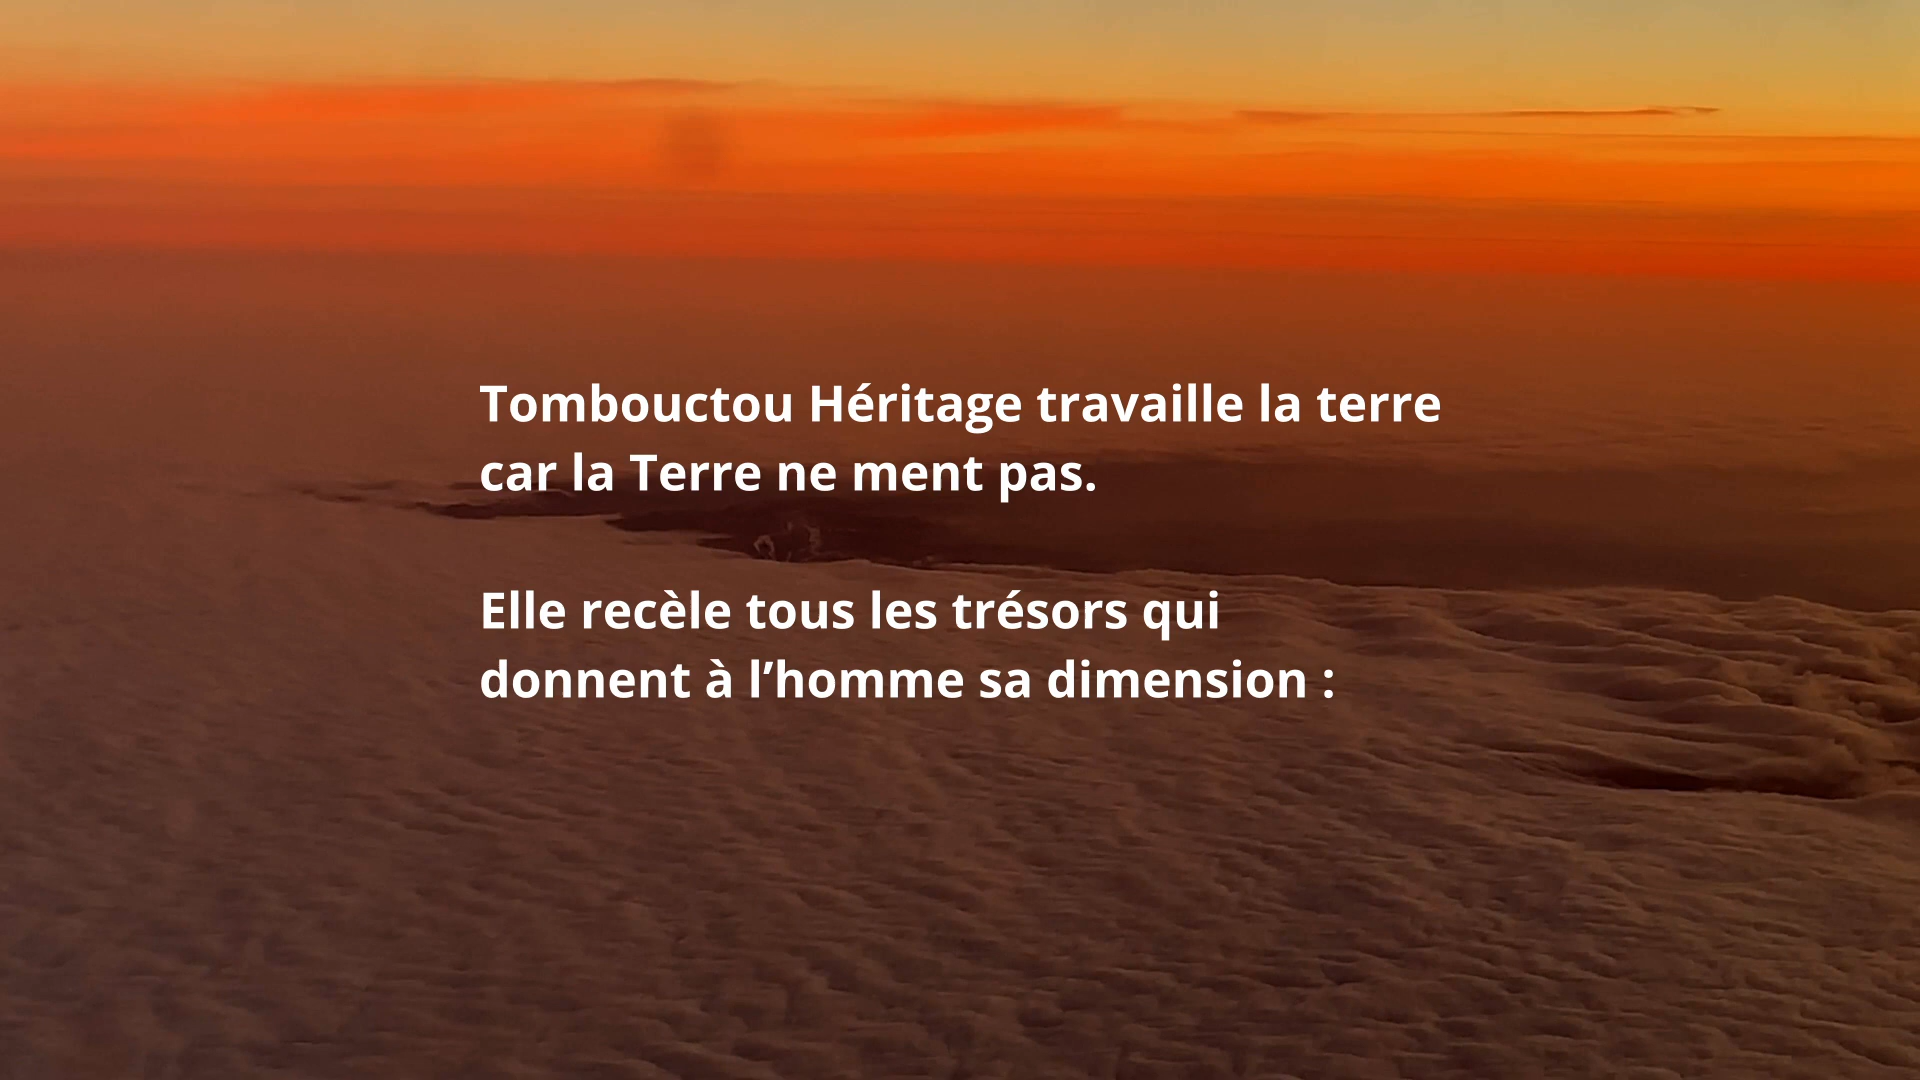 Tombouctou Héritage travaille la terre
car la Terre ne ment pas.
Elle recèle tous les trésors qui
donnent à l’homme sa dimension :